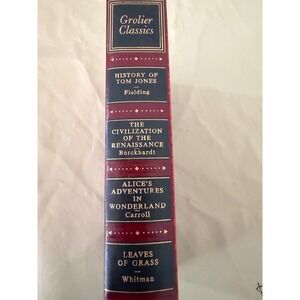 Grolier
Classics
HISTORY OF
TOM JONES
Fielding
THE
CIVILIZATION OF
THE
RENAISSANCE
Burckhardt
ALICE'S
ADVENTURES IN
WONDERLAND
Carroll
LEAVES
OF GRASS
Whitman